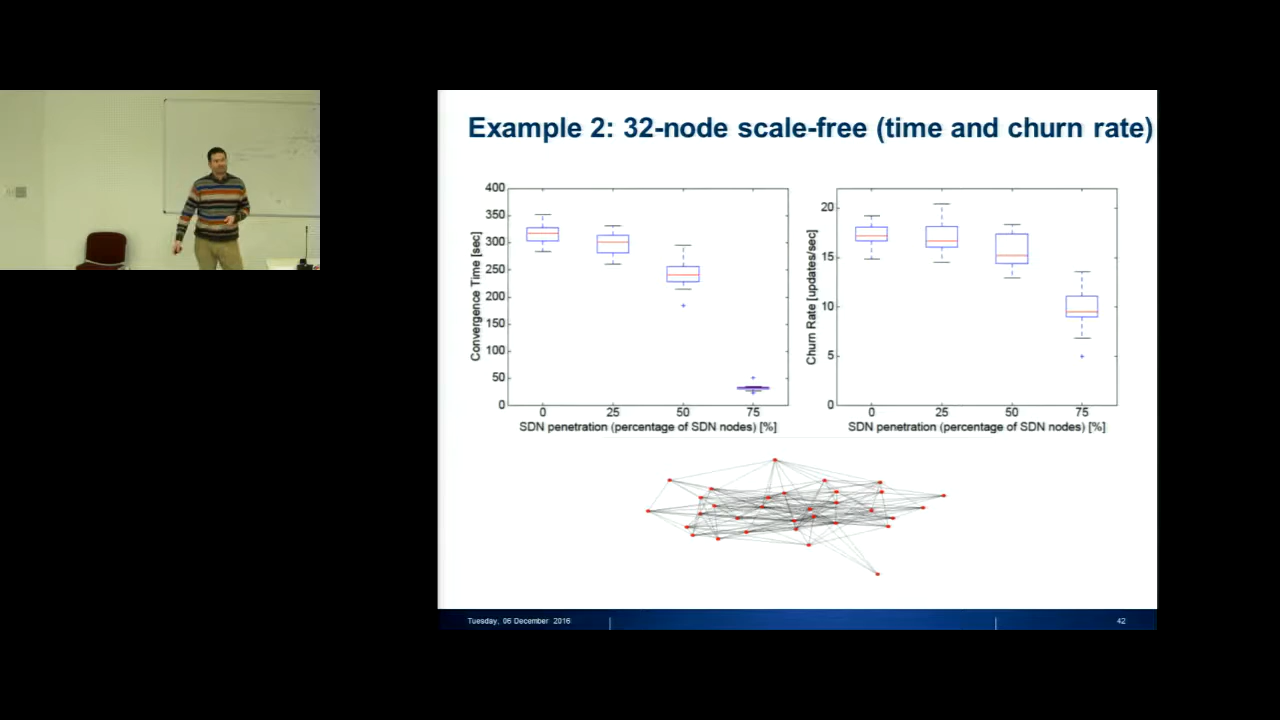 Example 2: 32-node scale-free (time and churn rate)
400
350
300
250
200
150
100
50
0
Convergence Time [sec]
0 25 50 75
SDN penetration (percentage of SDN nodes) [%]
20
15
10
5
0
Churn Rate [updates/sec]
0 25 50 75
SDN penetration (percentage of SDN nodes) [%]
Tuesday, 06 December 2016
42